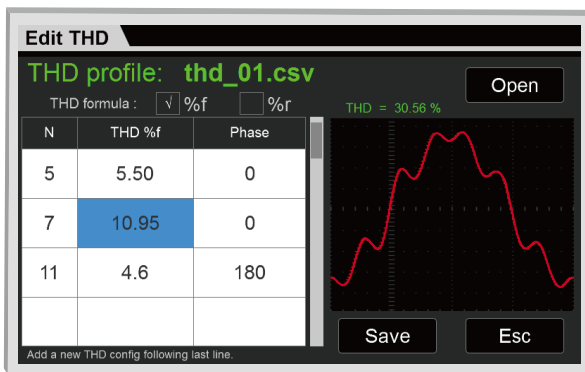 Edit THD
THD profile: thd_01.csv
Open
THD formula : √ %f %r
THD = 30.56 %
N THD %f Phase
5 5.50 0
7 10.95 0
11 4.6 180
Save Esc
Add a new THD config following last line.